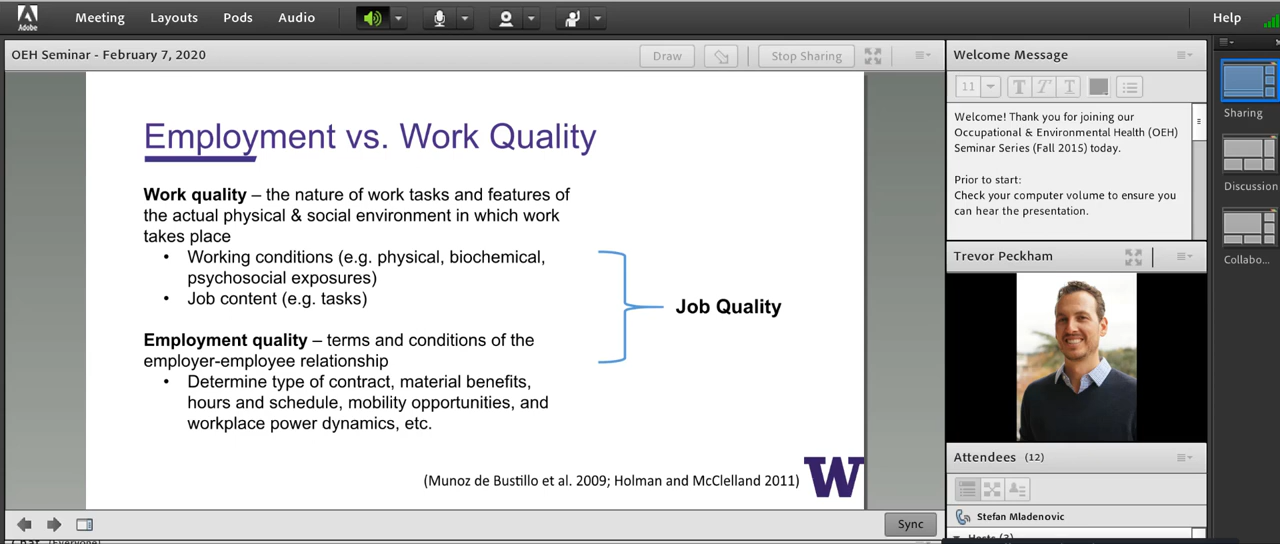 Adobe
Meeting
Layouts
Pods
Audio
Help
OEH Seminar - February 7, 2020
Draw
Stop Sharing
Employment vs. Work Quality
Work quality – the nature of work tasks and features of
the actual physical & social environment in which work
takes place
• Working conditions (e.g. physical, biochemical,
psychosocial exposures)
• Job content (e.g. tasks)
Employment quality – terms and conditions of the
employer-employee relationship
• Determine type of contract, material benefits,
hours and schedule, mobility opportunities, and
workplace power dynamics, etc.
Job Quality
(Munoz de Bustillo et al. 2009; Holman and McClelland 2011)
W
Sync
Chat (Everyone)
Welcome Message
11
T T T
Welcome! Thank you for joining our
Occupational & Environmental Health (OEH)
Seminar Series (Fall 2015) today.
Prior to start:
Check your computer volume to ensure you
can hear the presentation.
Trevor Peckham
Attendees (12)
Stefan Mladenovic
Hosts (3)
Sharing
Discussion
Collabo...